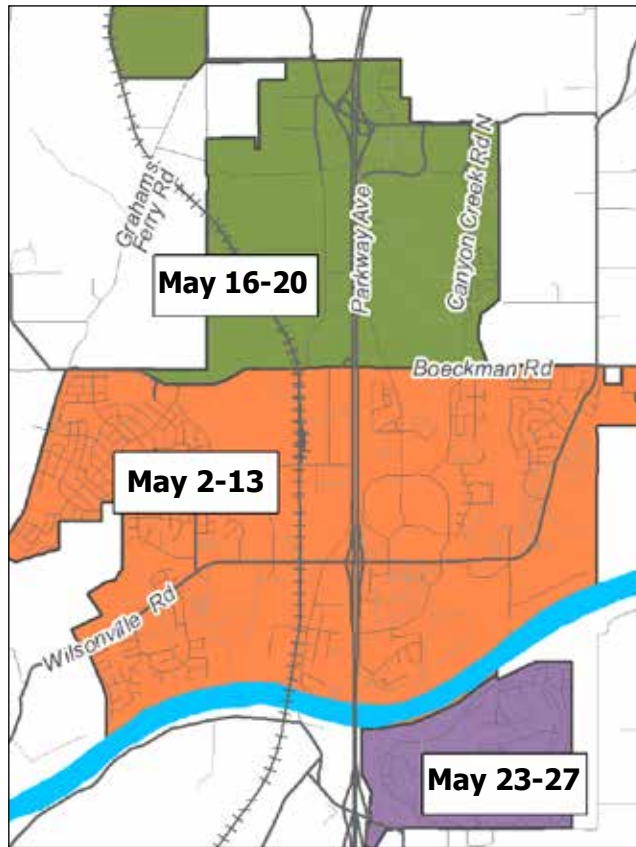 Grahams
Ferry Rd
Parkway Ave
Canyon Creek Rd N
May 16-20
Boeckman Rd
May 2-13
Wilsonville Rd
May 23-27